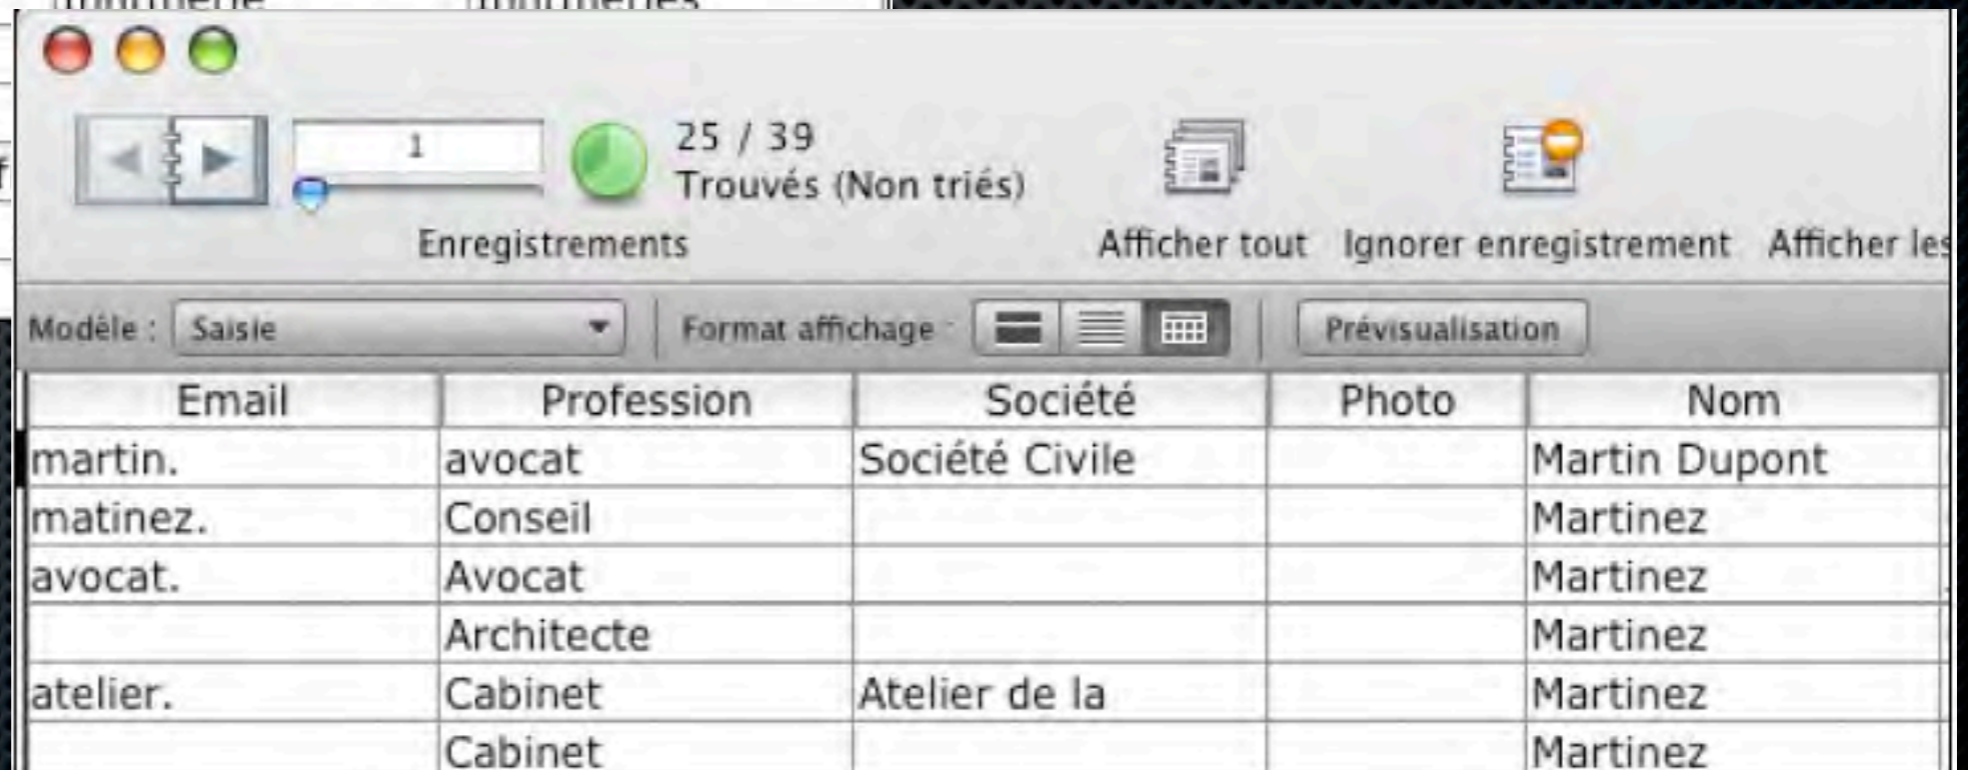 1
25 / 39
Trouvés (Non triés)
Enregistrements
Afficher tout
Ignorer enregistrement
Afficher les
Modèle :
Saisie
Format affichage
Prévisualisation
Email Profession Société Photo Nom
martin. avocat Société Civile Martin Dupont
matinez. Conseil Martinez
avocat. Avocat Martinez
Architecte Martinez
atelier. Cabinet Atelier de la Martinez
Cabinet Martinez